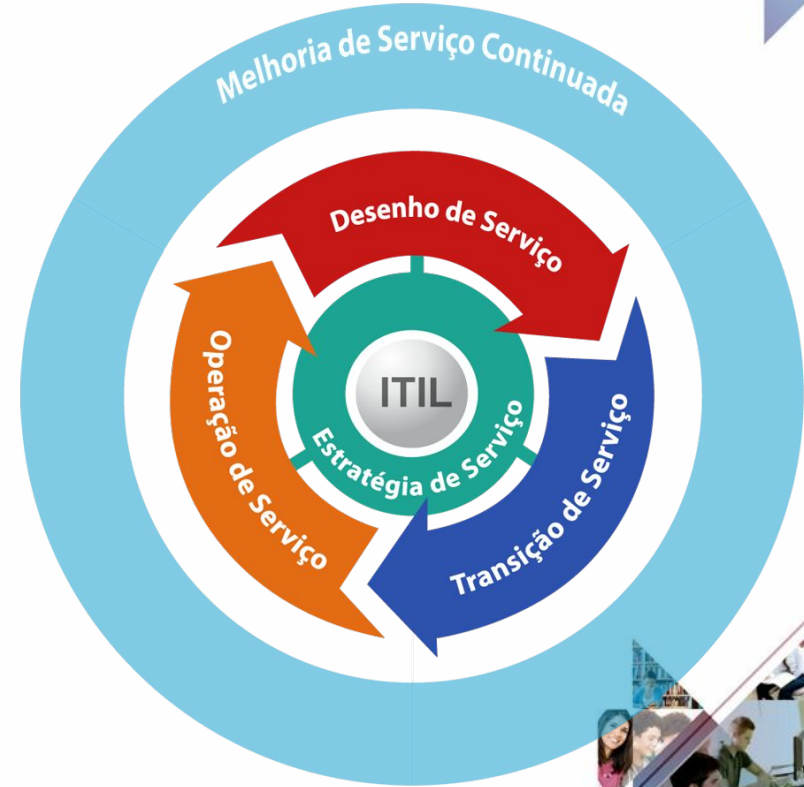 Melhoria de Serviço Continuada
Desenho de Serviço
Operação de Serviço
ITIL
Estratégia de Serviço
Transição de Serviço